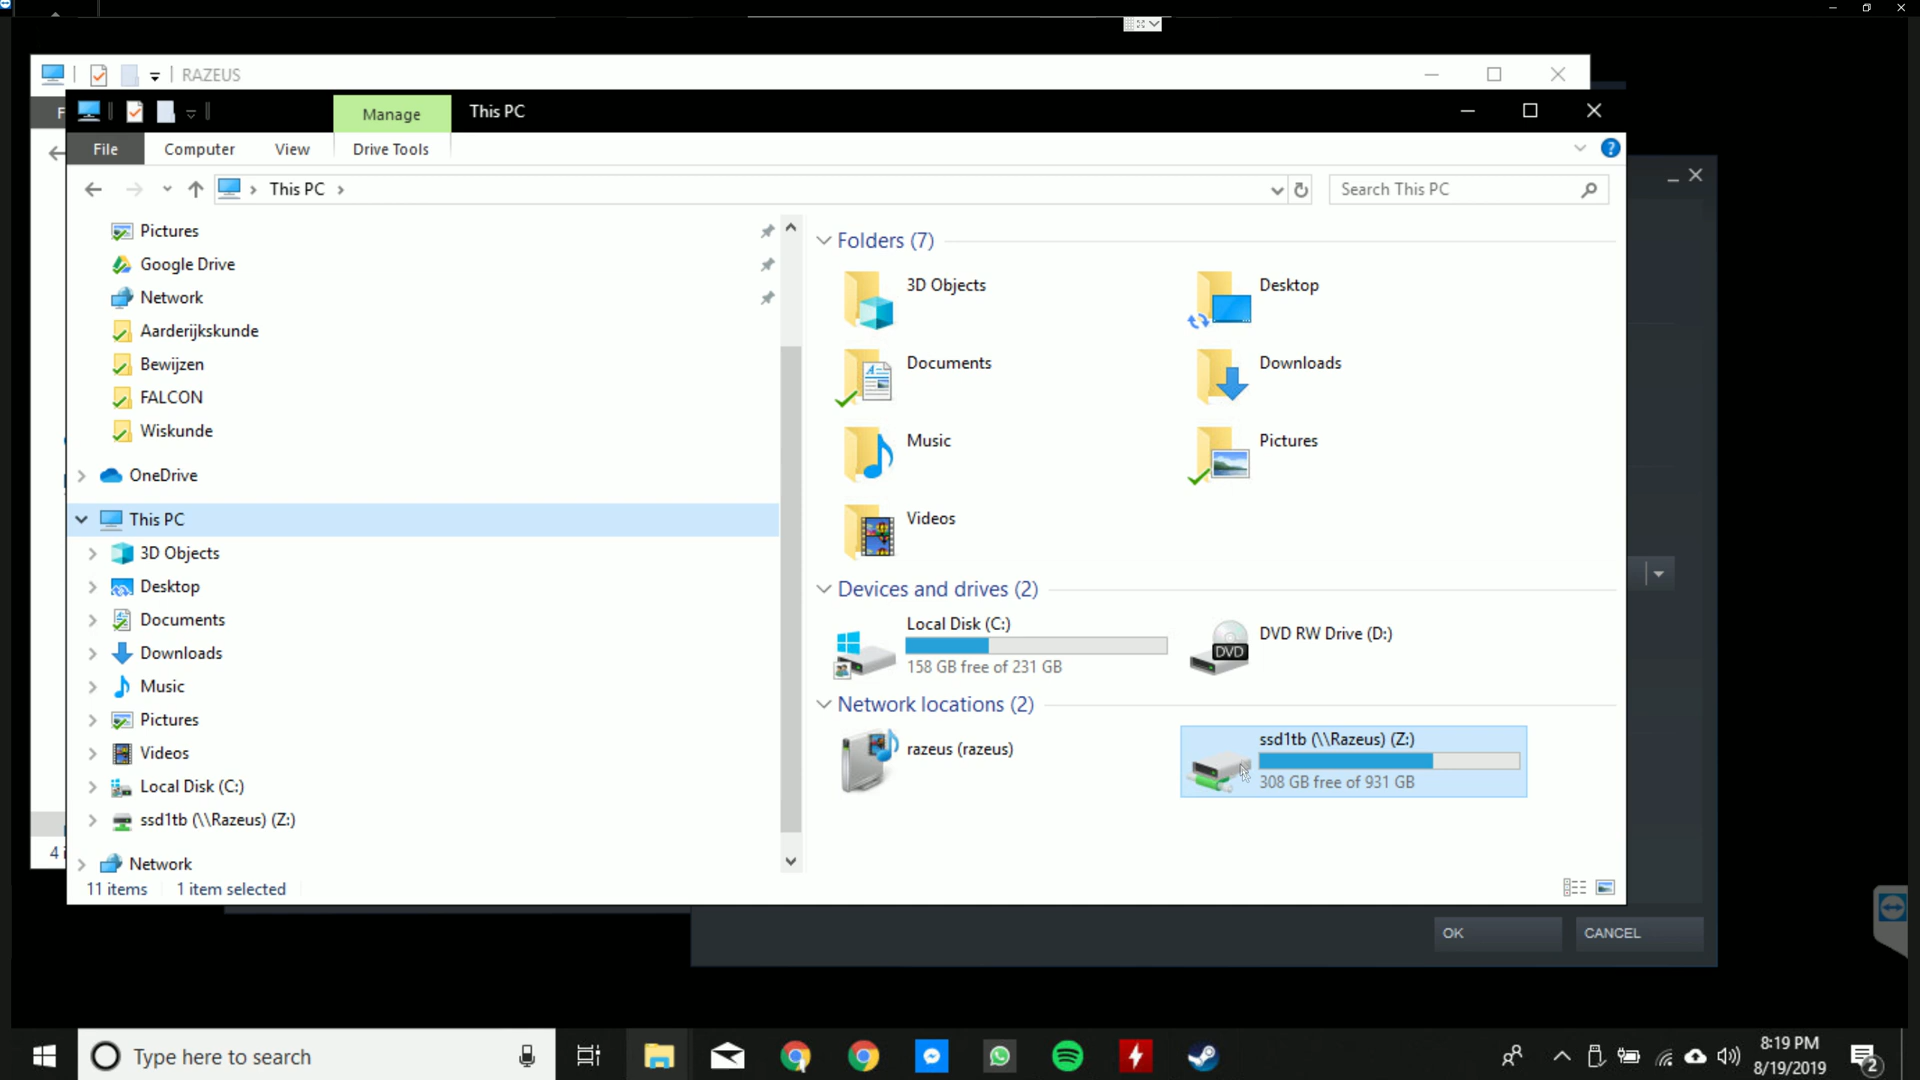 RAZEUS
F
Manage
This PC
File
Computer
View
Drive Tools
This PC
Search This PC
Pictures
Google Drive
Network
Aarderijkskunde
Bewijzen
FALCON
Wiskunde
OneDrive
This PC
3D Objects
Desktop
Documents
Downloads
Music
Pictures
Videos
Local Disk (C:)
ssd1tb (\\Razeus) (Z:)
Network
Folders (7)
3D Objects
Desktop
Documents
Downloads
Music
Pictures
Videos
Devices and drives (2)
Local Disk (C:)
158 GB free of 231 GB
DVD
DVD RW Drive (D:)
Network locations (2)
razeus (razeus)
ssd1tb (\\Razeus) (Z:)
308 GB free of 931 GB
4 i
11 items
1 item selected
OK
CANCEL
Type here to search
8:19 PM
8/19/2019
2